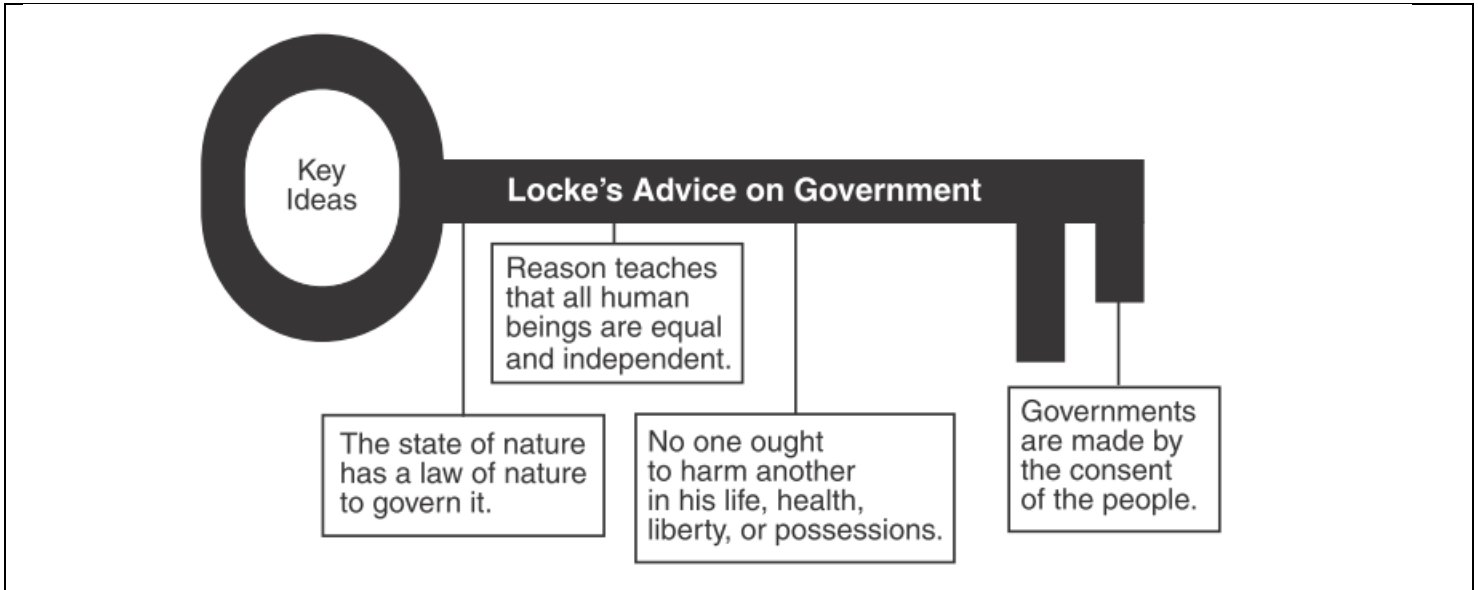 Key
Ideas
Locke's Advice on Government
Reason teaches
that all human
beings are equal
and independent.
The state of nature
has a law of nature
to govern it.
No one ought
to harm another
in his life, health,
liberty, or possessions.
Governments
are made by
the consent
of the people.